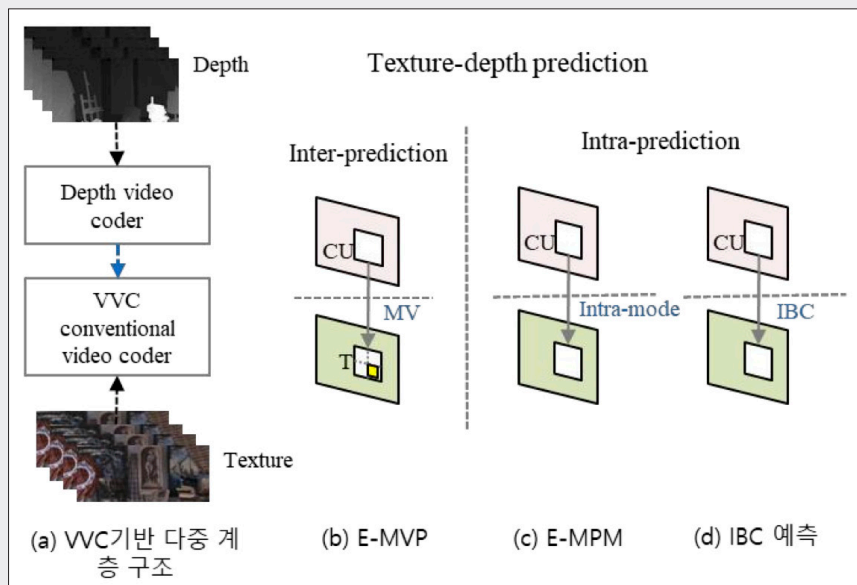 Depth
Texture-depth prediction
Inter-prediction
Intra-prediction
Depth video
coder
VVC
conventional
video coder
Texture
CU
MV
T
CU
Intra-mode
CU
IBC
(a) VVC기반 다중 계
층 구조
(b) E-MVP
(c) E-MPM
(d) IBC 예측